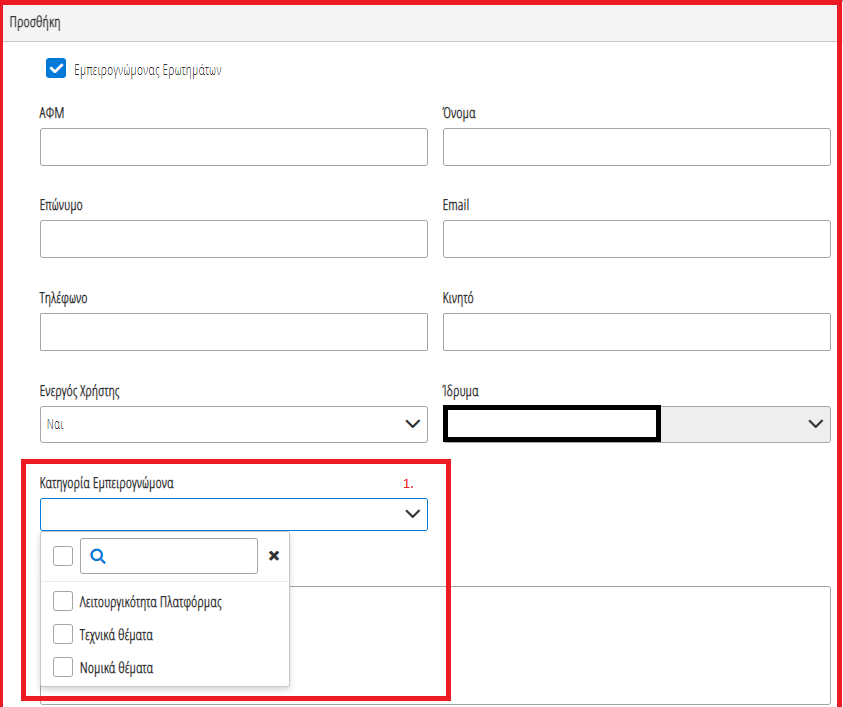 Προσθήκη
Εμπειρογνώμονας Ερωτημάτων
ΑΦΜ
Όνομα
Επώνυμο
Email
Τηλέφωνο
Κινητό
Ενεργός Χρήστης
Ίδρυμα
Ναι
Κατηγορία Εμπειρογνώμονα
1.
Λειτουργικότητα Πλατφόρμας
Τεχνικά θέματα
Νομικά θέματα